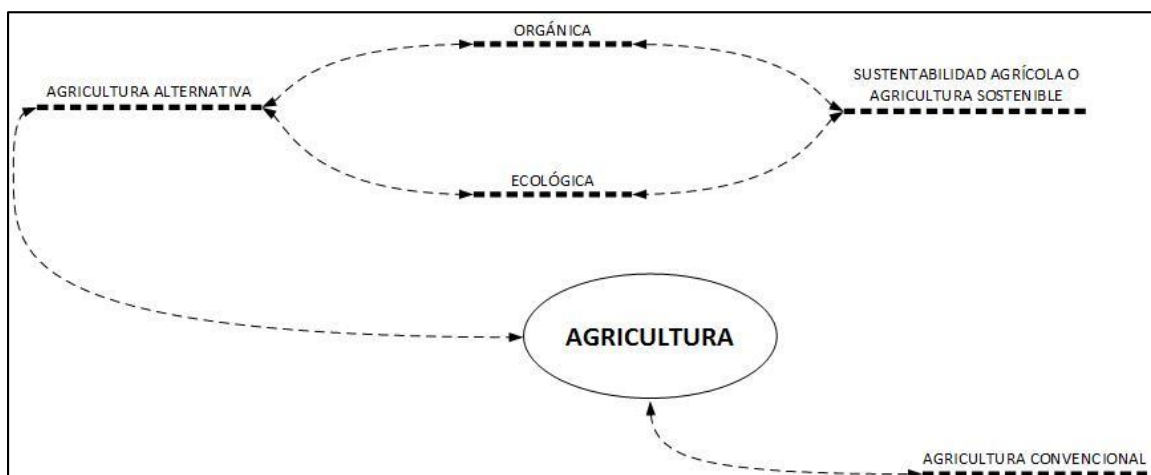 ORGÁNICA
AGRICULTURA ALTERNATIVA
SUSTENTABILIDAD AGRÍCOLA O
AGRICULTURA SOSTENIBLE
ECOLÓGICA
AGRICULTURA
AGRICULTURA CONVENCIONAL